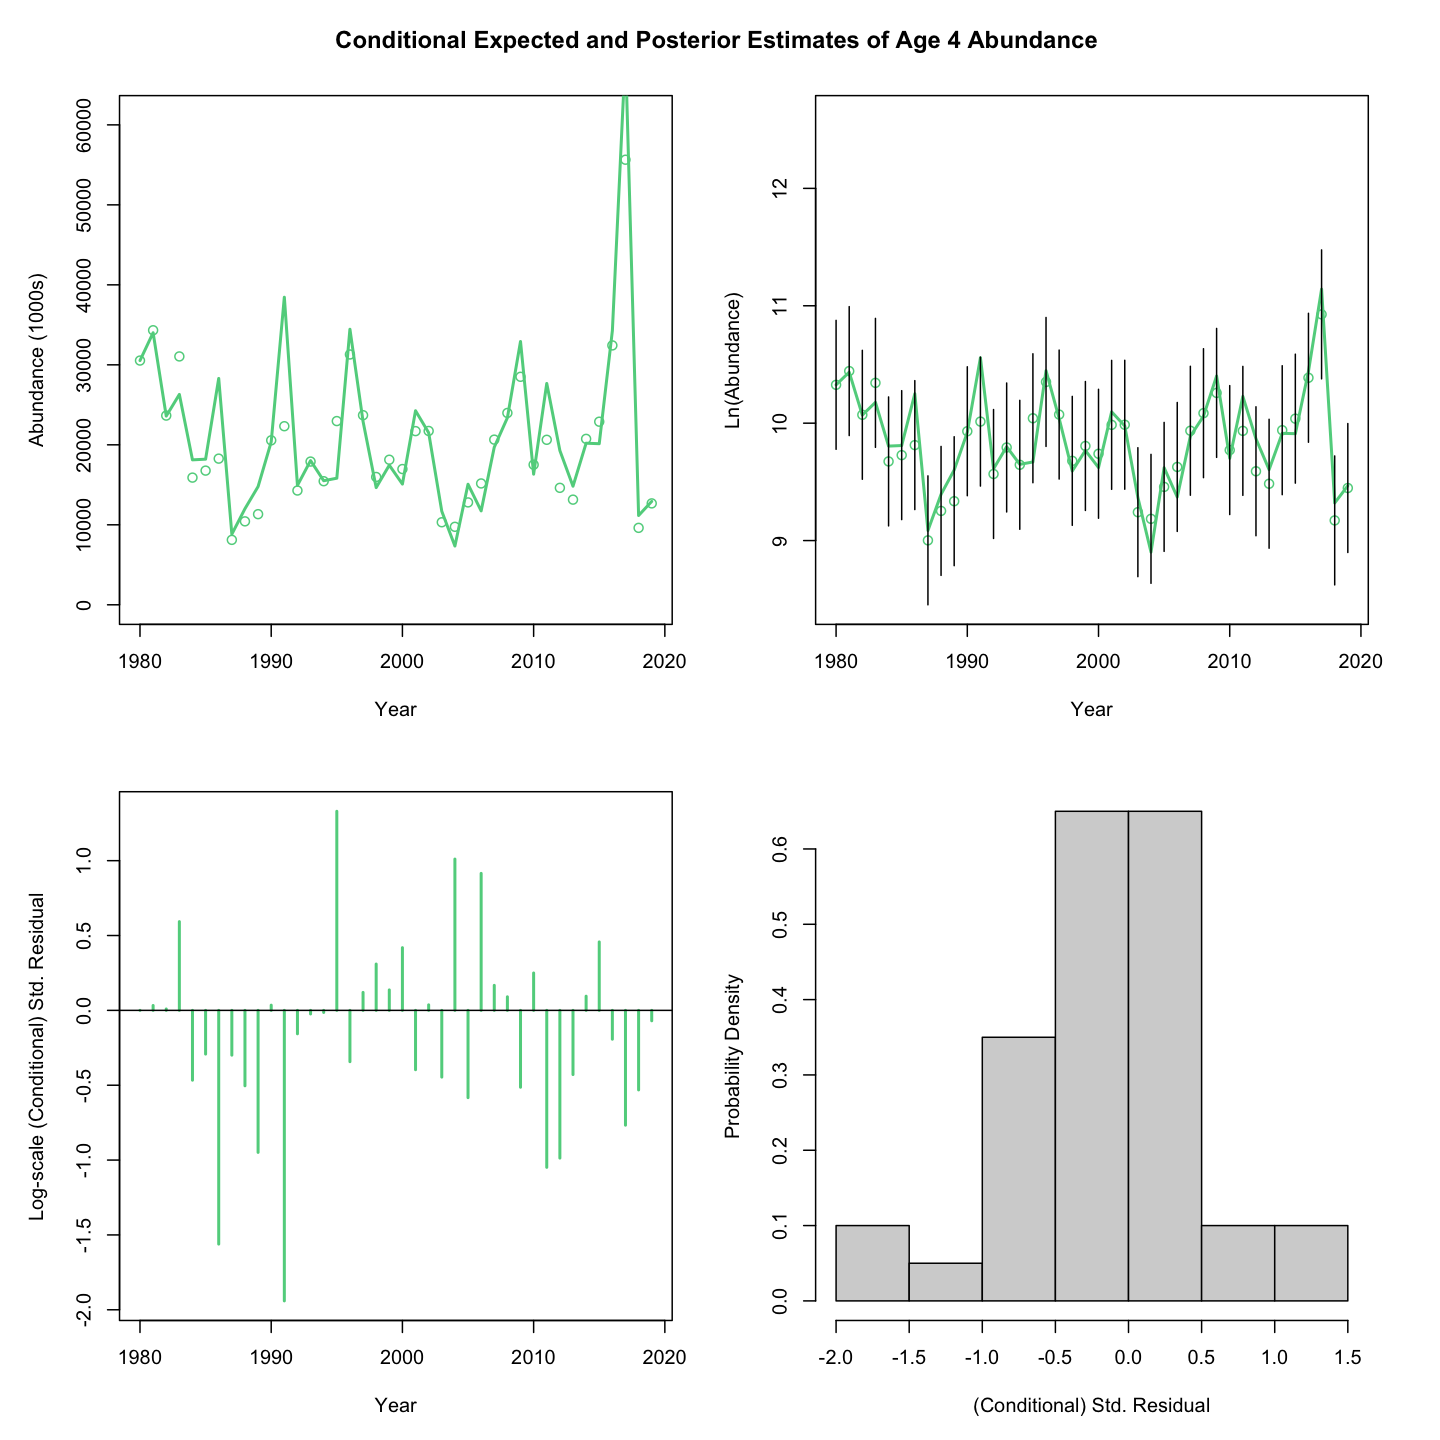 Conditional Expected and Posterior Estimates of Age 4 Abundance
Abundance (1000s)
60000
50000
40000
30000
20000
10000
0
1980 1990 2000 2010 2020
Year
Ln(Abundance)
12
11
10
9
1980 1990 2000 2010 2020
Year
Log-scale (Conditional) Std. Residual
1.0
0.5
0.0
-0.5
-1.0
-1.5
-2.0
1980 1990 2000 2010 2020
Year
Probability Density
0.6
0.5
0.4
0.3
0.2
0.1
0.0
-2.0 -1.5 -1.0 -0.5 0.0 0.5 1.0 1.5
(Conditional) Std. Residual